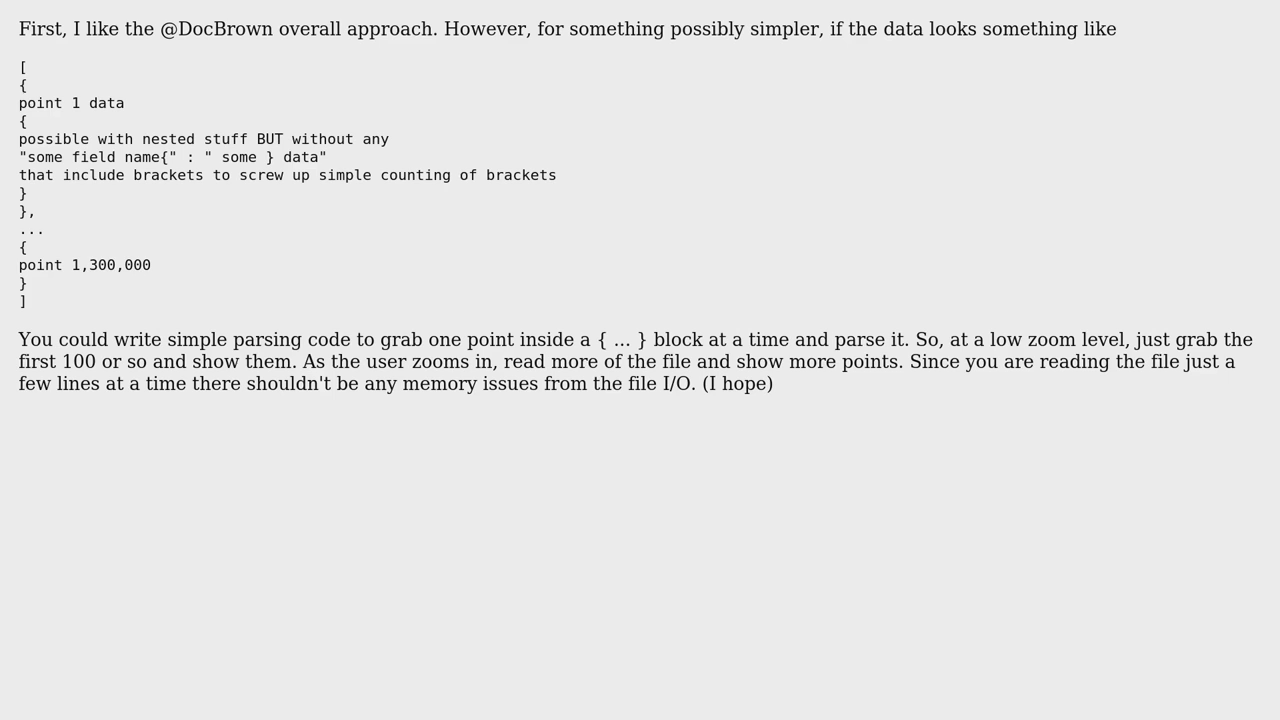 First, I like the @DocBrown overall approach. However, for something possibly simpler, if the data looks something like
[
{
point 1 data
{
possible with nested stuff BUT without any
"some field name{" : " some } data"
that include brackets to screw up simple counting of brackets
}
},
...
{
point 1,300,000
}
]
You could write simple parsing code to grab one point inside a { ... } block at a time and parse it. So, at a low zoom level, just grab the
first 100 or so and show them. As the user zooms in, read more of the file and show more points. Since you are reading the file just a
few lines at a time there shouldn't be any memory issues from the file I/O. (I hope)